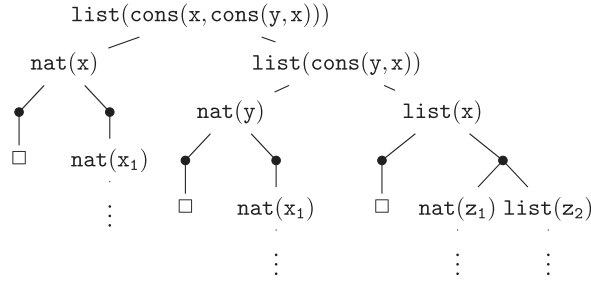 list(cons(x,cons(y,x)))
nat(x) list(cons(y,x))
nat(y) list(x)
nat(x₁)
nat(x₁) nat(z₁) list(z₂)